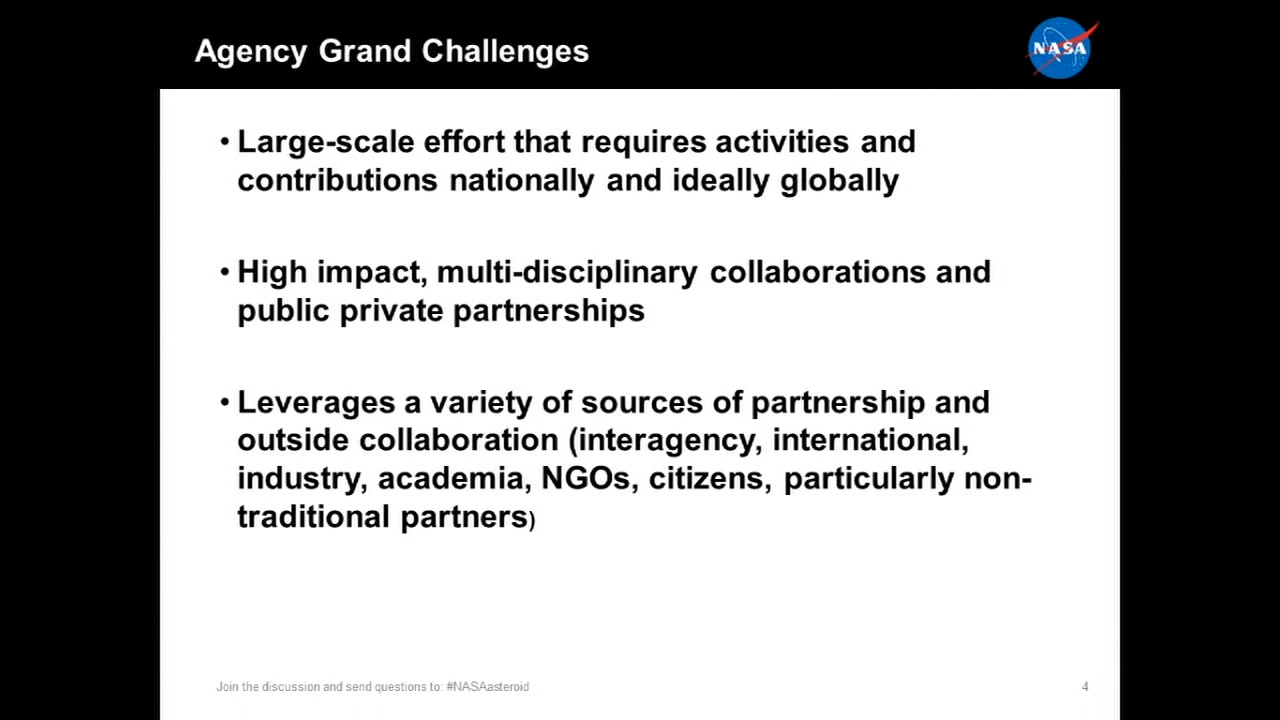 Agency Grand Challenges
NASA
• Large-scale effort that requires activities and
contributions nationally and ideally globally
• High impact, multi-disciplinary collaborations and
public private partnerships
• Leverages a variety of sources of partnership and
outside collaboration (interagency, international,
industry, academia, NGOs, citizens, particularly non-
traditional partners)
Join the discussion and send questions to: #NASAasteroid
4